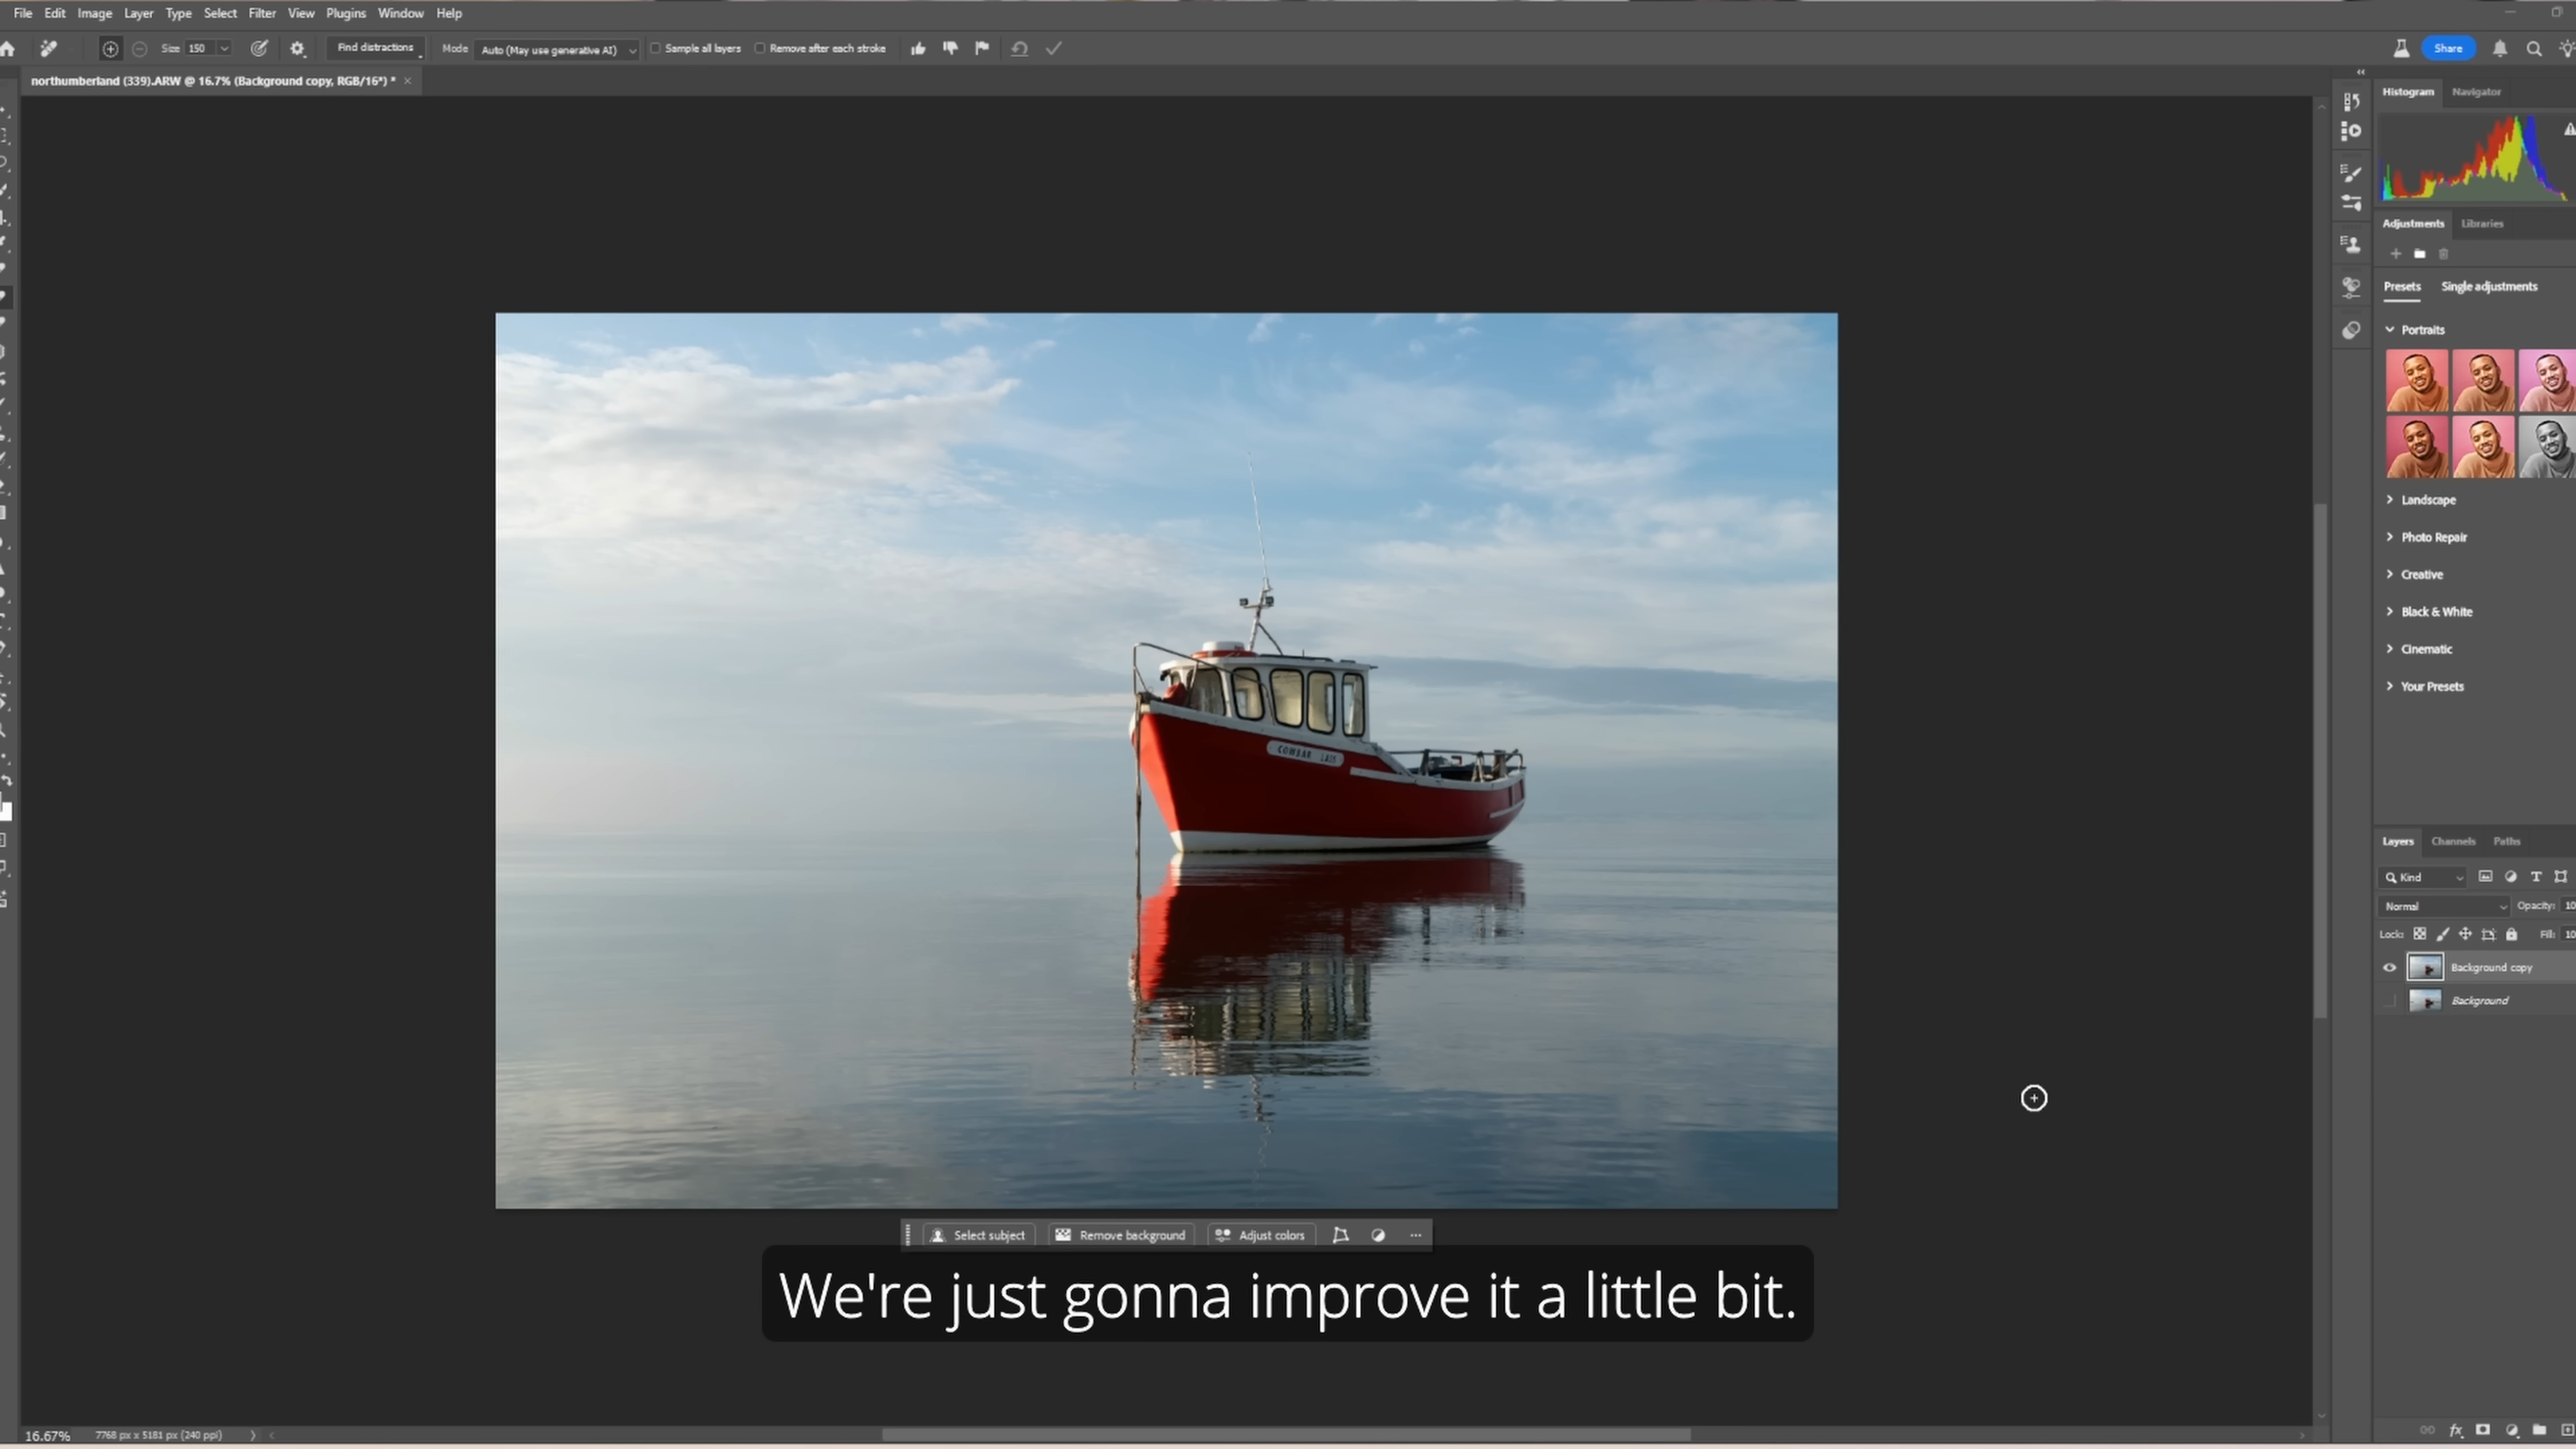 File Edit Image Layer Type Select Filter View Plugins Window Help
Size 150 Find distractions Mode Auto (May use generative AI) Sample all layers Remove after each stroke Share
northumberland (339).ARW @ 16.7% (Background copy, RGB/16*) * ×
Histogram Navigator
Adjustments Libraries
Presets Single adjustments
Portraits
Landscape
Photo Repair
Creative
Black & White
Cinematic
Your Presets
COWBAR LASS
Layers Channels Paths
Kind
Normal Opacity: 10
Lock: Fill: 10
Background copy
Background
Select subject Remove background Adjust colors ...
We're just gonna improve it a little bit.
16.67% 7768 px x 5181 px (240 ppi)